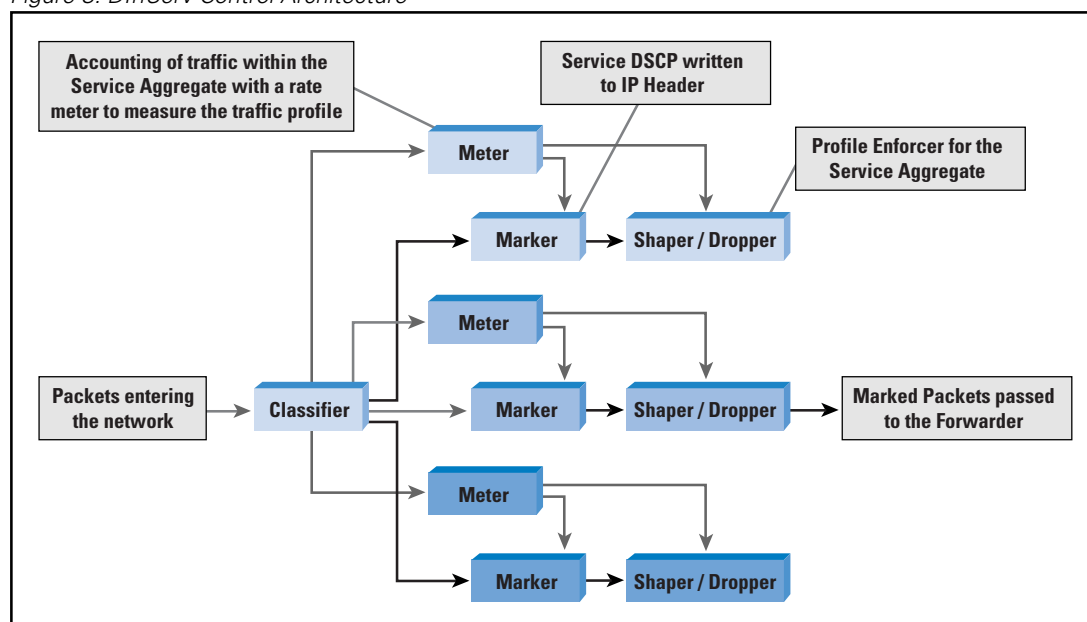 Accounting of traffic within the
Service Aggregate with a rate
meter to measure the traffic profile
Service DSCP written
to IP Header
Meter
Profile Enforcer for the
Service Aggregate
Marker
Shaper / Dropper
Meter
Packets entering
the network
Classifier
Marker
Shaper / Dropper
Marked Packets passed
to the Forwarder
Meter
Marker
Shaper / Dropper